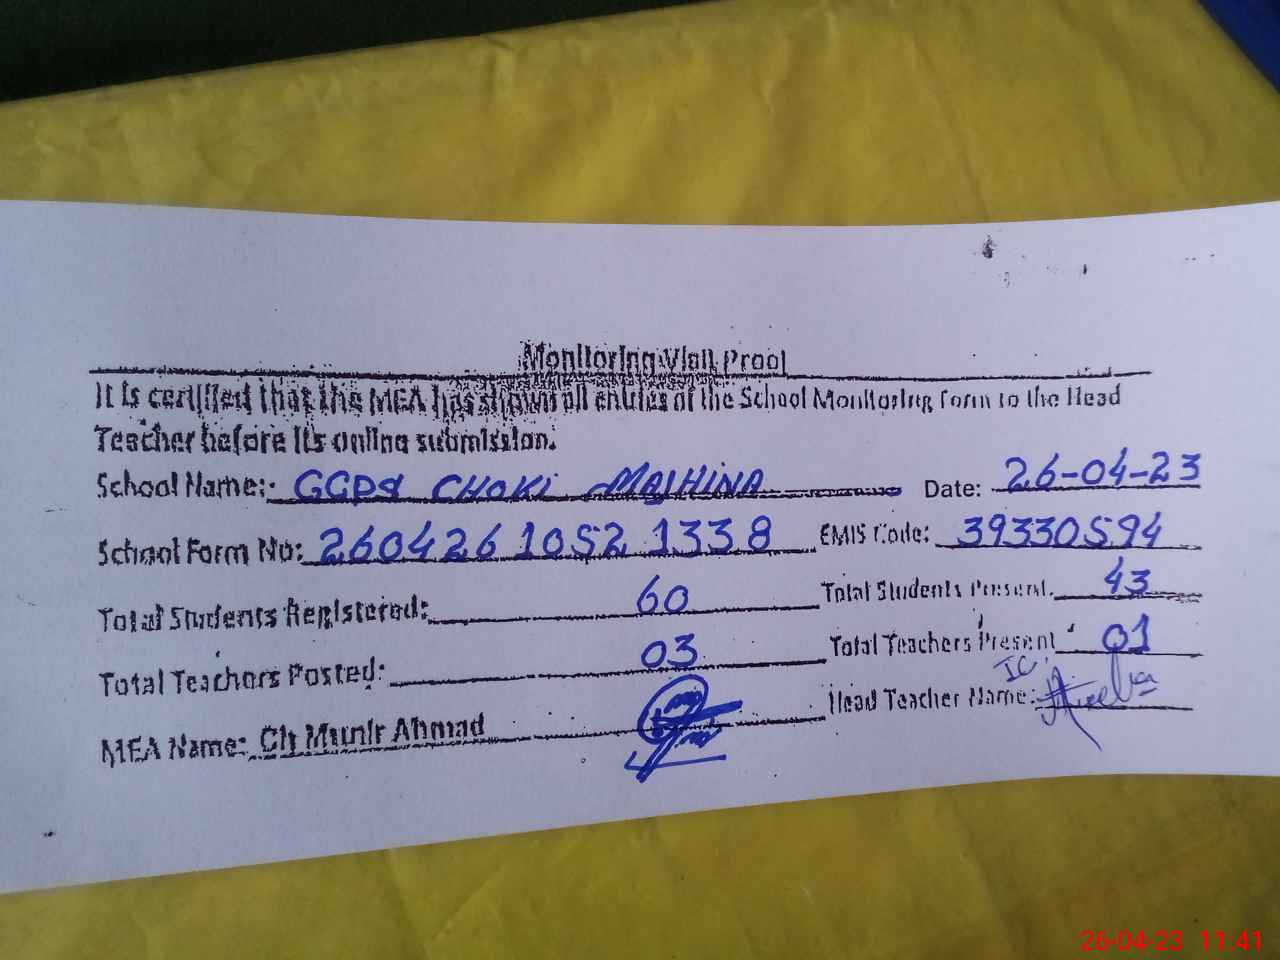 Monitoring Visit Proof
It is certified that the MEA has shown all entries of the School Monitoring form to the Head
Teacher before its online submission.
School Name: GGPS CHOKI MAJHINA Date: 26-04-23
School Form No: 260426 1052 1338 EMIS Code: 39330594
Total Students Registered: 60 Total Students Present. 43
Total Teachers Posted: 03 Total Teachers Present 01
MEA Name: Ch Munir Ahmad Head Teacher Name:
26-04-23 11:41